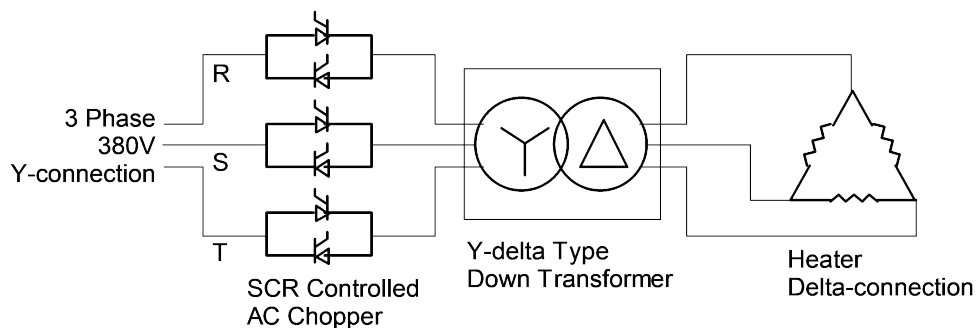 3 Phase
380V
Y-connection
R
S
T
SCR Controlled
AC Chopper
Y-delta Type
Down Transformer
Heater
Delta-connection